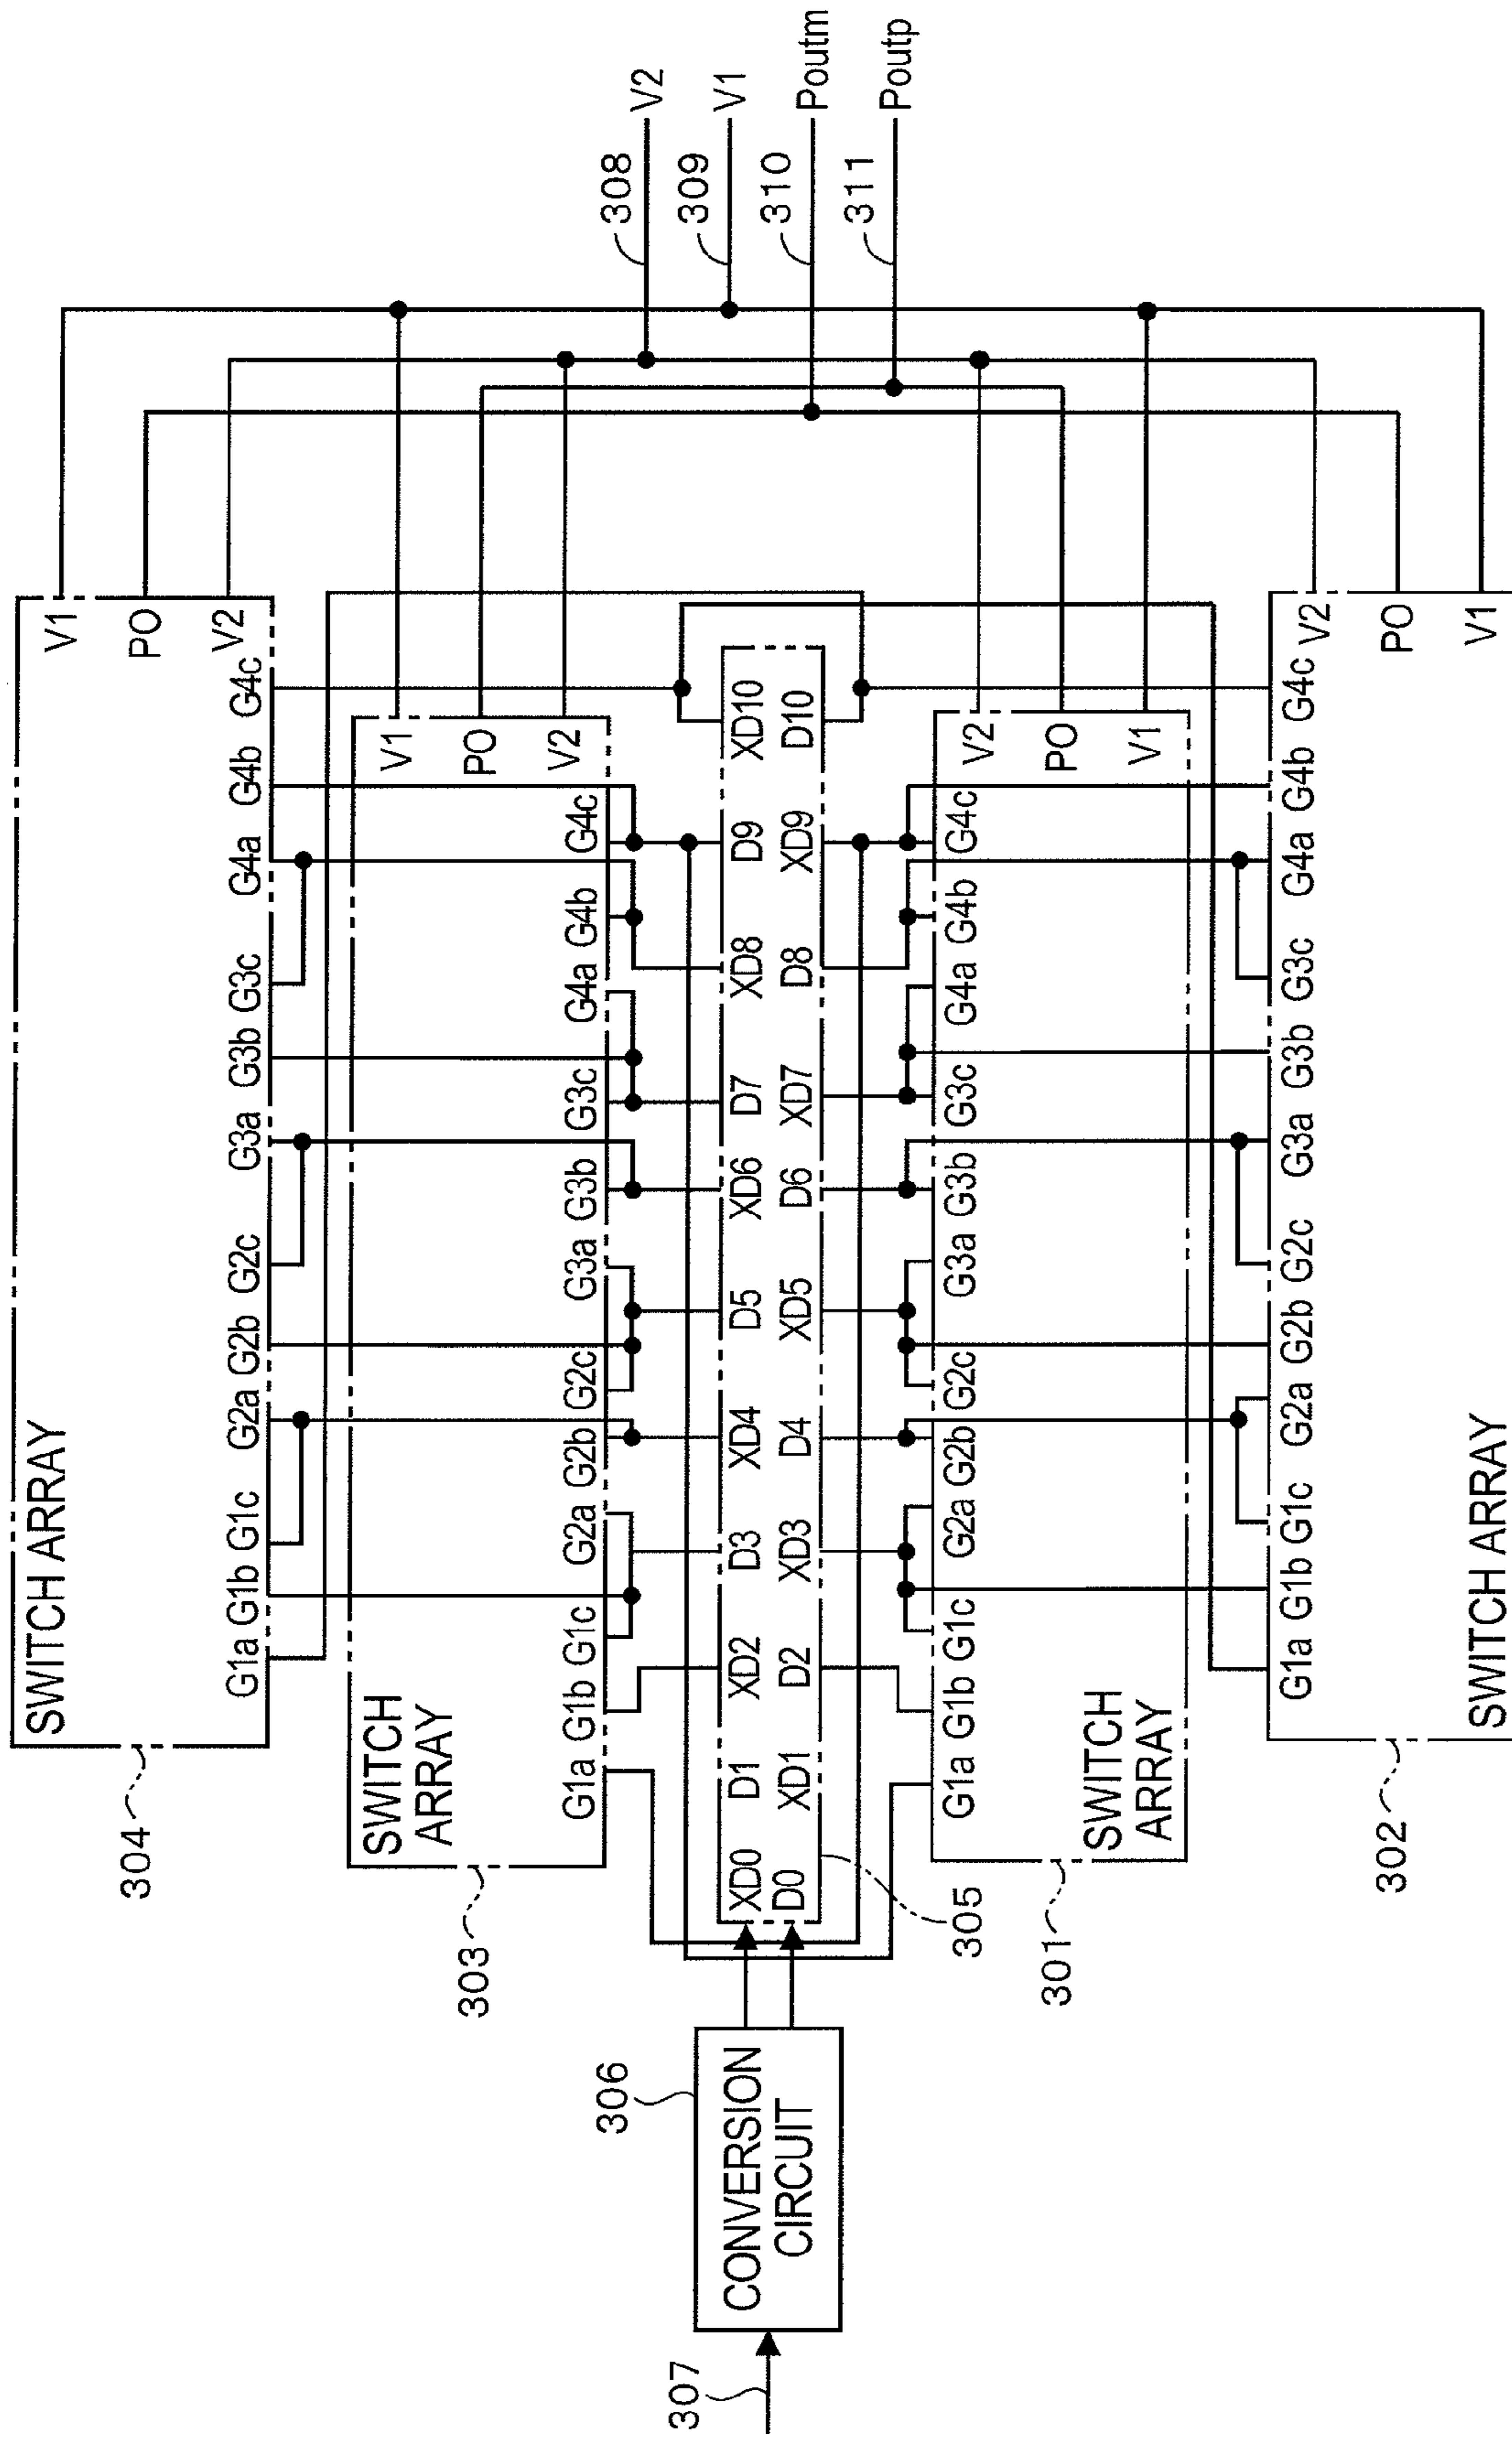 SWITCH ARRAY
304
V1
PO
V2
G1a G1b G1c G2a G2b G2c G3a G3b G3c G4a G4b G4c
SWITCH
ARRAY
303
V1
PO
V2
G1a G1b G1c G2a G2b G2c G3a G3b G3c G4a G4b G4c
307
306
CONVERSION
CIRCUIT
XD0 D1 XD2 D3 XD4 D5 XD6 D7 XD8 D9 XD10
D0 XD1 D2 XD3 D4 XD5 D6 XD7 D8 XD9 D10
305
G1a G1b G1c G2a G2b G2c G3a G3b G3c G4a G4b G4c
V2
PO
V1
SWITCH
ARRAY
301
G1a G1b G1c G2a G2b G2c G3a G3b G3c G4a G4b G4c
V2
PO
V1
302
SWITCH ARRAY
308 V2
309 V1
310 Poutm
311 Poutp